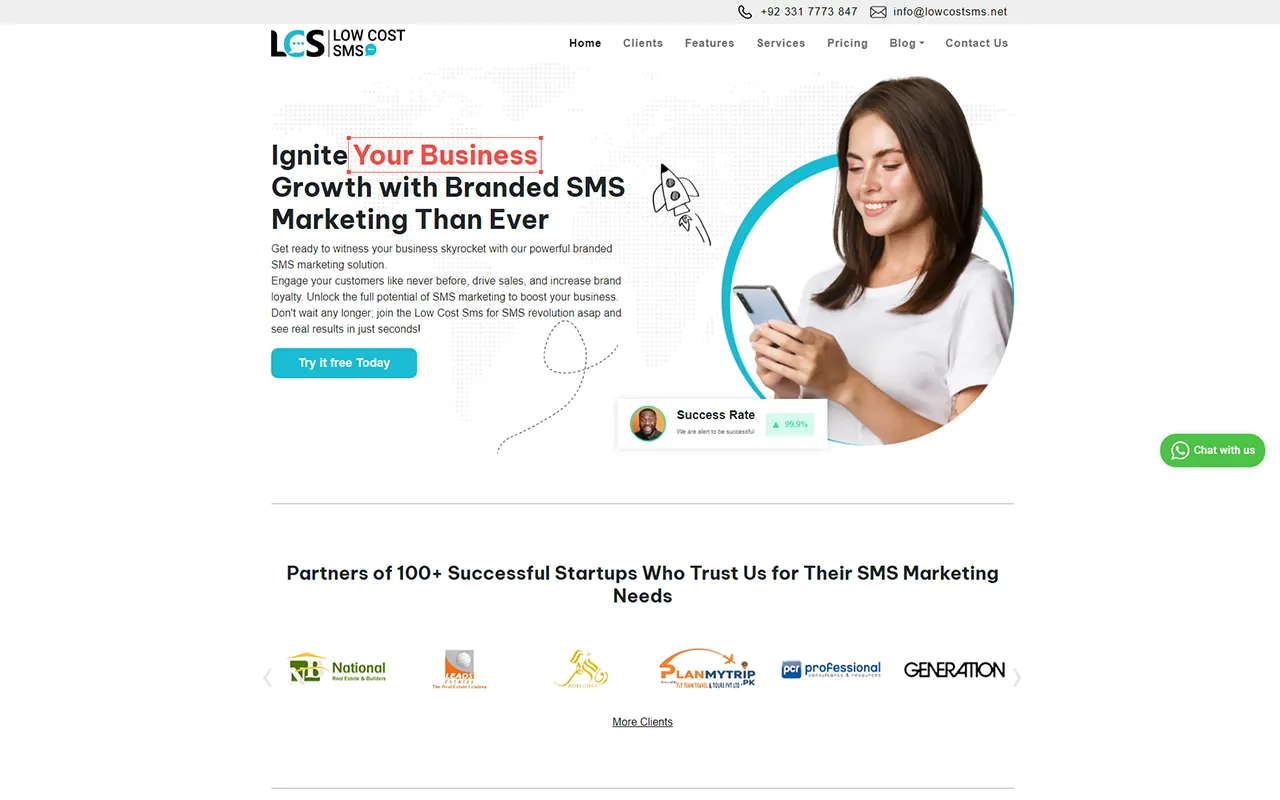 +92 331 7773 847 info@lowcostsms.net
LCS LOW COST
SMS
Home Clients Features Services Pricing Blog Contact Us
Ignite Your Business
Growth with Branded SMS
Marketing Than Ever
Get ready to witness your business skyrocket with our powerful branded
SMS marketing solution.
Engage your customers like never before, drive sales, and increase brand
loyalty. Unlock the full potential of SMS marketing to boost your business.
Don't wait any longer; join the Low Cost Sms for SMS revolution asap and
see real results in just seconds!
Try it free Today
Success Rate
We are alert to be successful
99.9%
Chat with us
Partners of 100+ Successful Startups Who Trust Us for Their SMS Marketing
Needs
National
Real Estate & Builders
LEADS
ESTATES
The Real Estate Leaders
PLANMYTRIP
.PK
FLY TEAM TRAVEL & TOURS PVT LTD
pcr professional
consultants & resources
GENERATION
More Clients